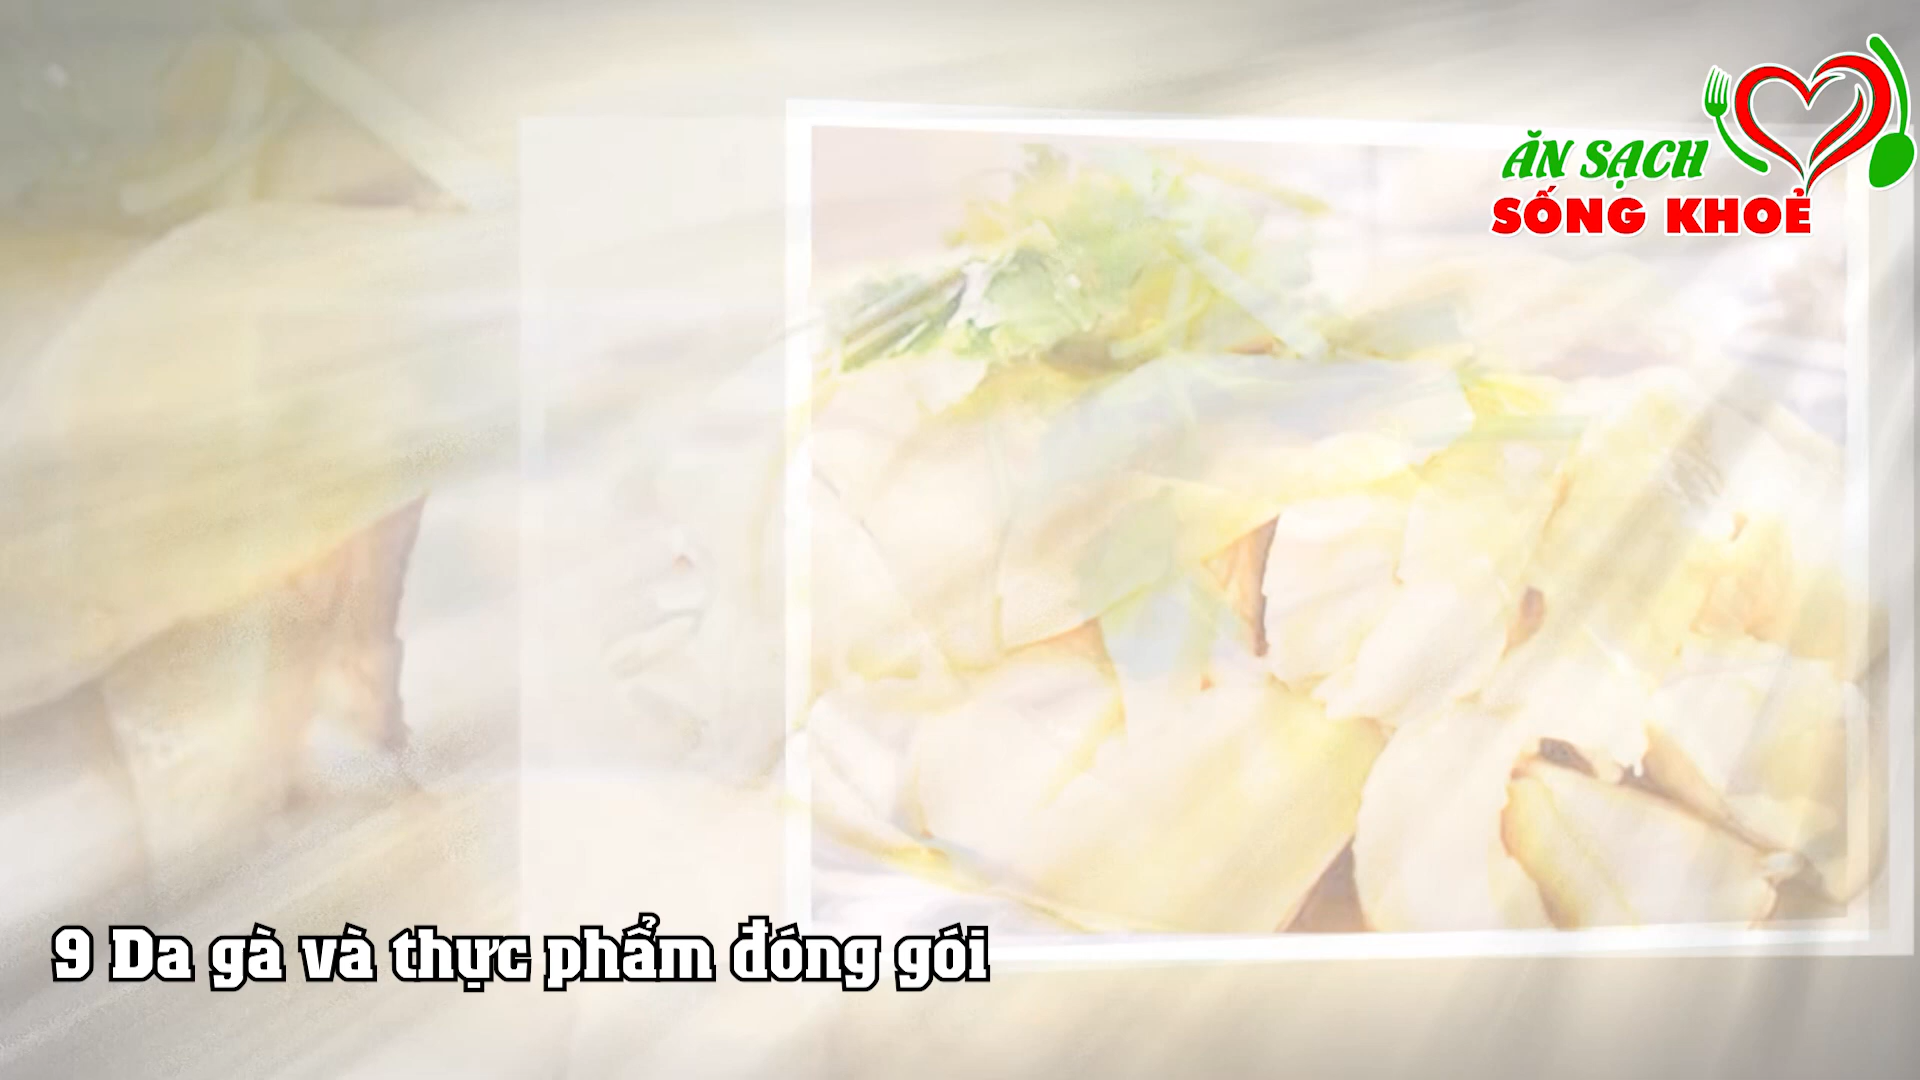 ĂN SẠCH
SỐNG KHOẺ
9 Da gà và thực phẩm đóng gói